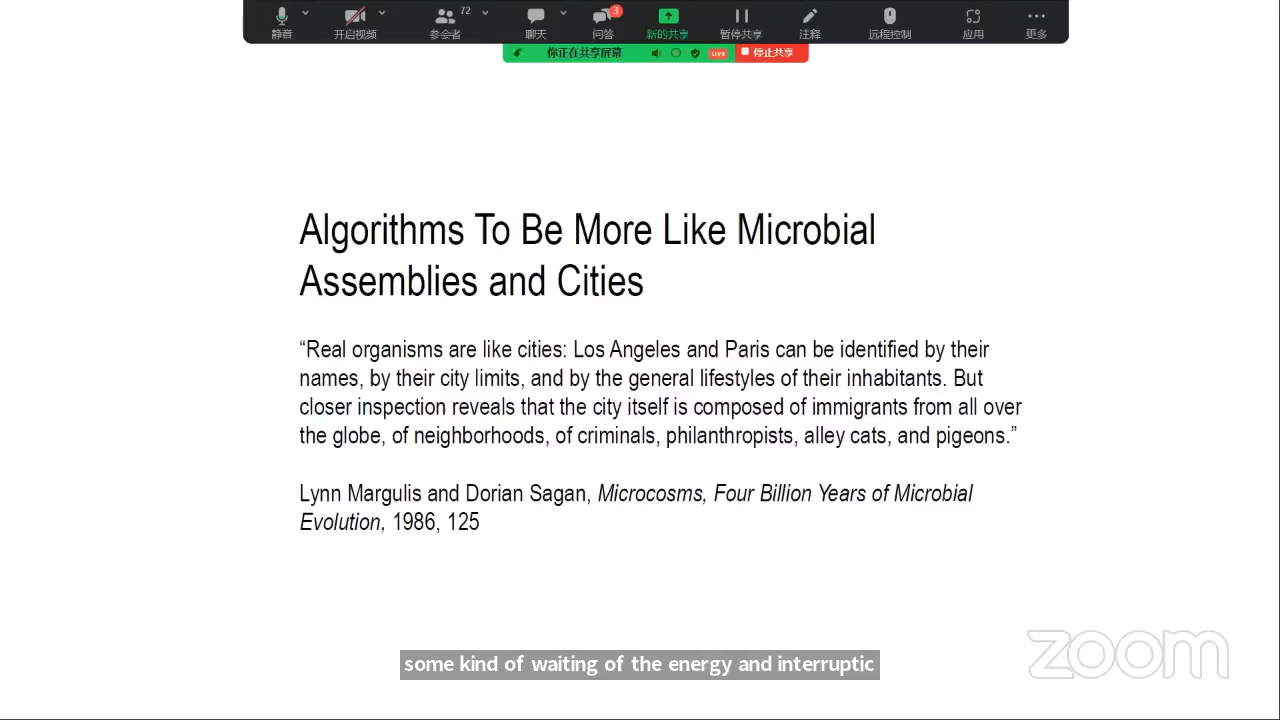 72
3
静音
开启视频
参会者
聊天
问答
新的共享
暂停共享
注释
远程控制
应用
更多
你正在共享屏幕
LIVE
停止共享
Algorithms To Be More Like Microbial
Assemblies and Cities
“Real organisms are like cities: Los Angeles and Paris can be identified by their
names, by their city limits, and by the general lifestyles of their inhabitants. But
closer inspection reveals that the city itself is composed of immigrants from all over
the globe, of neighborhoods, of criminals, philanthropists, alley cats, and pigeons.”
Lynn Margulis and Dorian Sagan, Microcosms, Four Billion Years of Microbial
Evolution, 1986, 125
some kind of waiting of the energy and interruptic
zoom